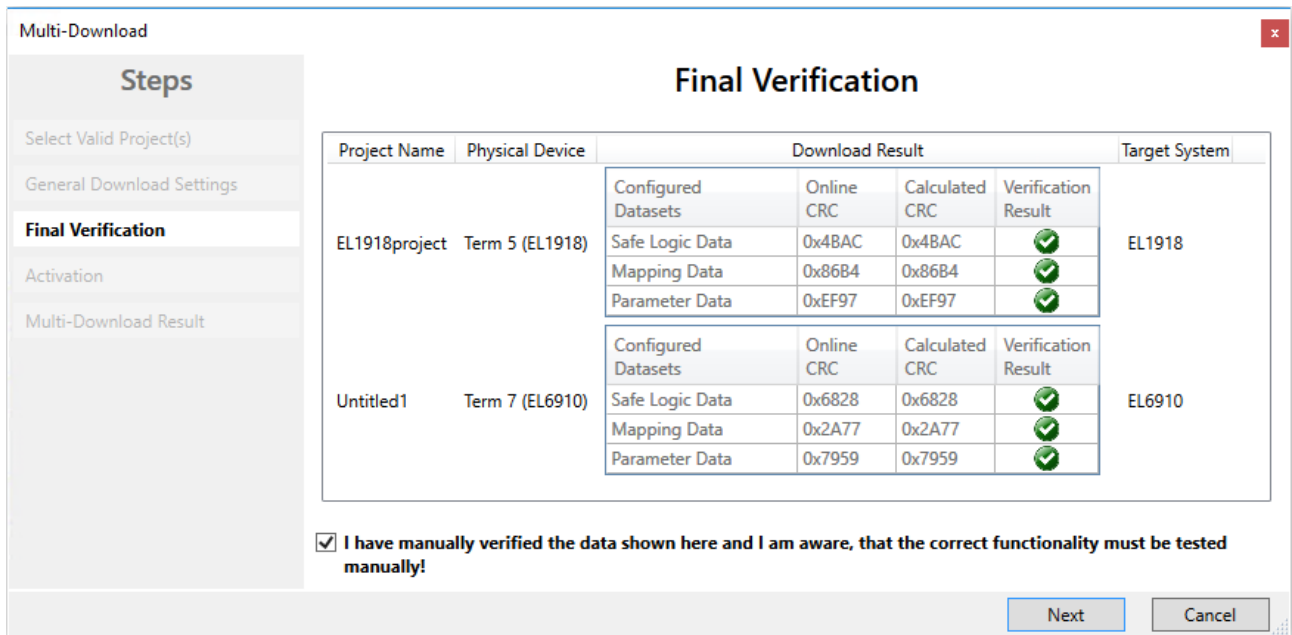 Multi-Download
x
Steps
Select Valid Project(s)
General Download Settings
Final Verification
Activation
Multi-Download Result
Final Verification
Project Name Physical Device Download Result Target System
Configured Datasets Online CRC Calculated CRC Verification Result
EL1918project Term 5 (EL1918) EL1918
Safe Logic Data 0x4BAC 0x4BAC
Mapping Data 0x86B4 0x86B4
Parameter Data 0xEF97 0xEF97
Configured Datasets Online CRC Calculated CRC Verification Result
Untitled1 Term 7 (EL6910) EL6910
Safe Logic Data 0x6828 0x6828
Mapping Data 0x2A77 0x2A77
Parameter Data 0x7959 0x7959
I have manually verified the data shown here and I am aware, that the correct functionality must be tested
manually!
Next Cancel